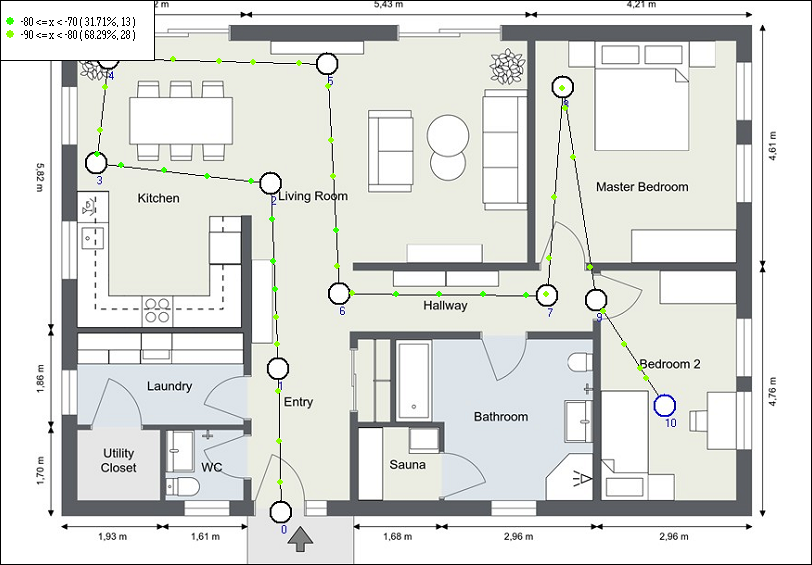 2 m
5,43 m
4,21 m
-80 <= x < -70 ( 31.71%, 13 )
-90 <= x < -80 ( 68.29%, 28 )
4
5
8
3
2
Kitchen
Living Room
Master Bedroom
5,82 m
4,61 m
6
Hallway
7
9
1
Laundry
Entry
Bedroom 2
10
Bathroom
1,86 m
4,76 m
Utility
Closet
WC
Sauna
1,70 m
0
1,93 m
1,61 m
1,68 m
2,96 m
2,96 m